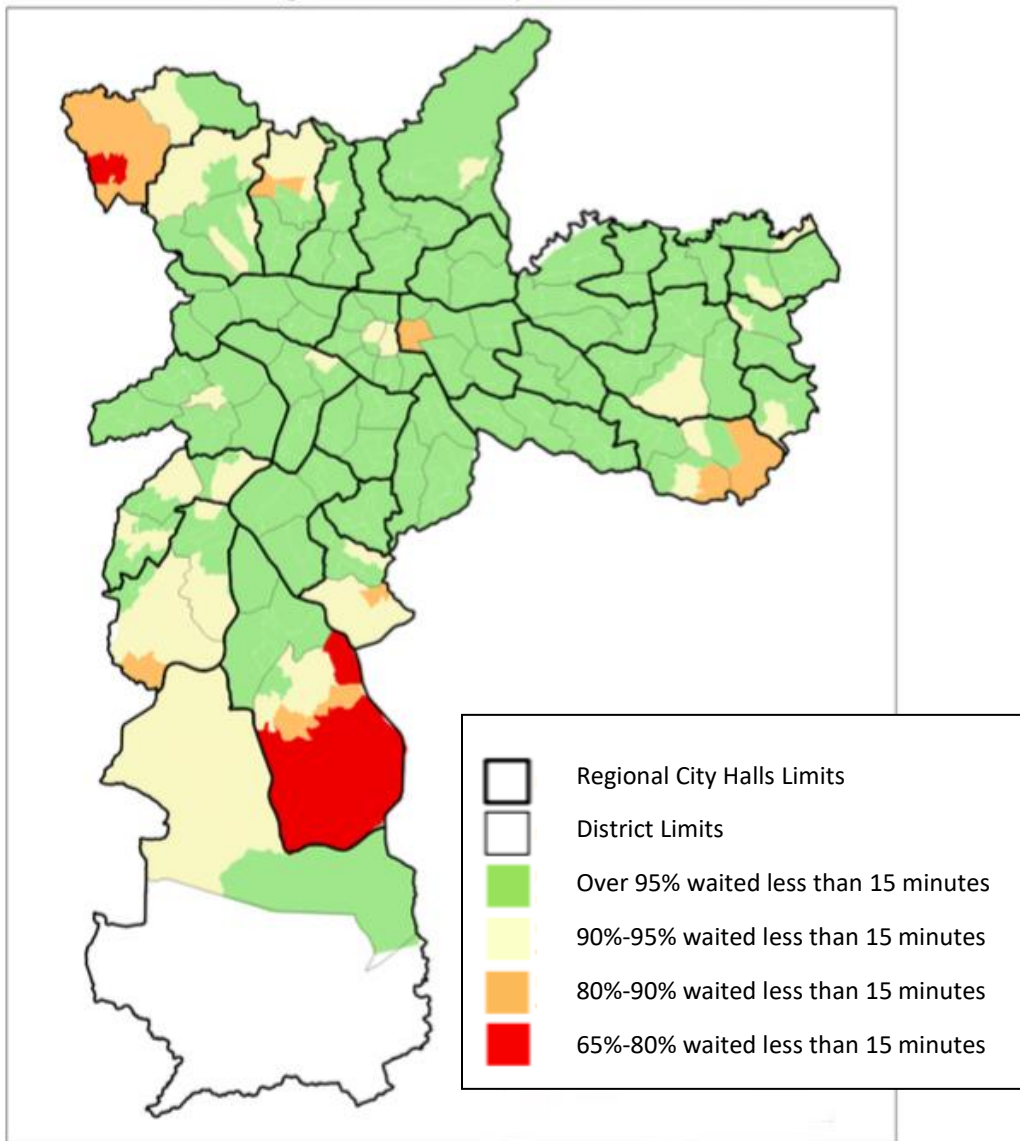 Regional City Halls Limits
District Limits
Over 95% waited less than 15 minutes
90%-95% waited less than 15 minutes
80%-90% waited less than 15 minutes
65%-80% waited less than 15 minutes